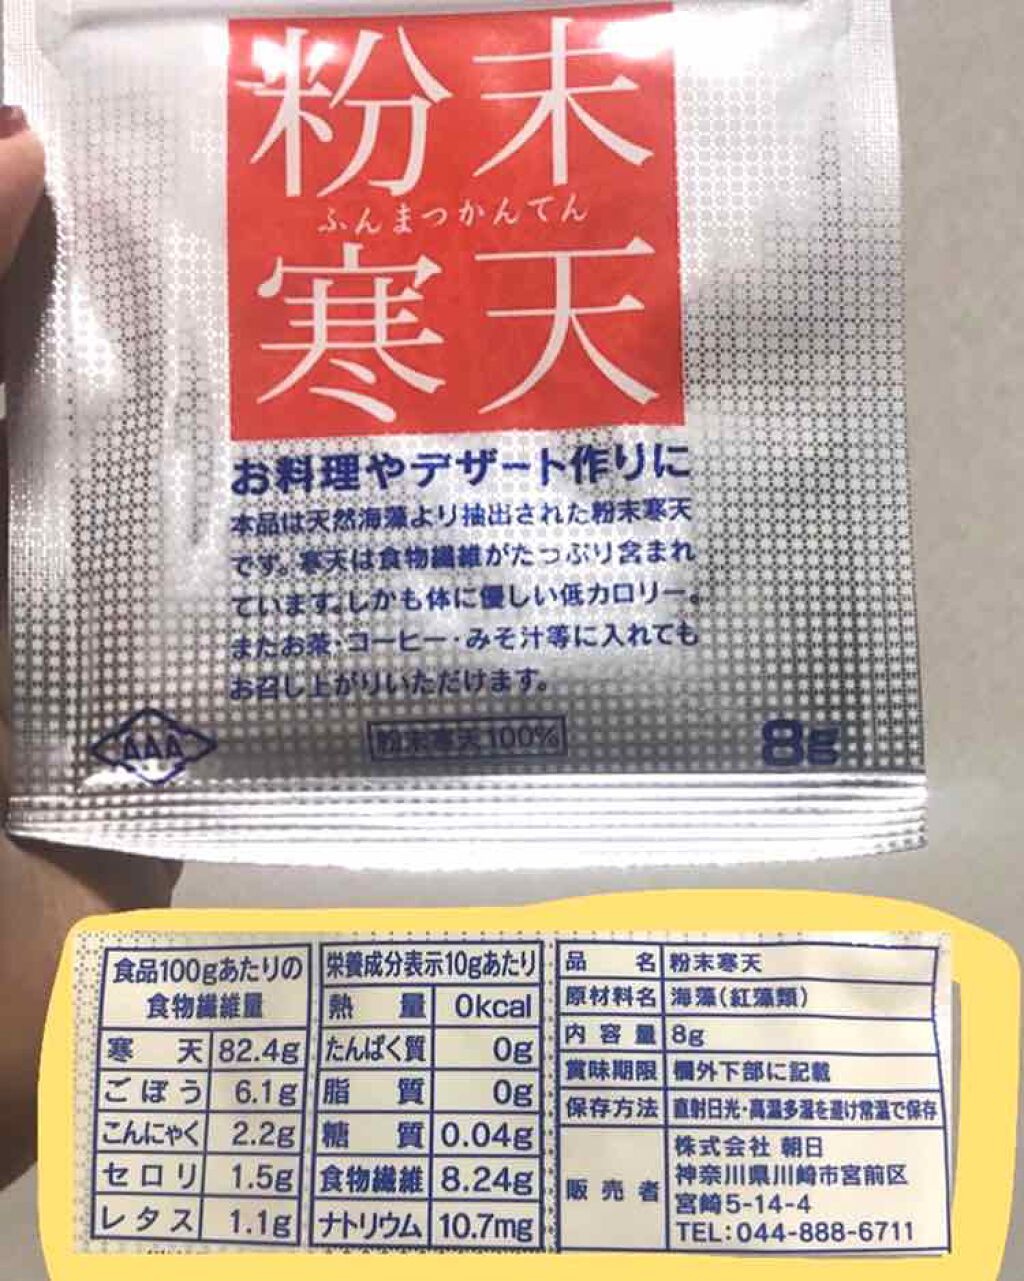 粉末
ふんまつかんてん
寒天
お料理やデザート作りに
本品は天然海藻より抽出された粉末寒天
です。寒天は食物繊維がたっぷり含まれ
ています。しかも体に優しい低カロリー。
またお茶・コーヒー・みそ汁等に入れても
お召し上がりいただけます。
AAA
粉末寒天100%
8g
食品100gあたりの
食物繊維量
寒天 82.4g
ごぼう 6.1g
こんにゃく 2.2g
セロリ 1.5g
レタス 1.1g
栄養成分表示10gあたり
熱量 0kcal
たんぱく質 0g
脂質 0g
糖質 0.04g
食物繊維 8.24g
ナトリウム 10.7mg
品名 粉末寒天
原材料名 海藻(紅藻類)
内容量 8g
賞味期限 欄外下部に記載
保存方法 直射日光・高温多湿を避け常温で保存
販売者 株式会社 朝日
神奈川県川崎市宮前区
宮崎5-14-4
TEL:044-888-6711